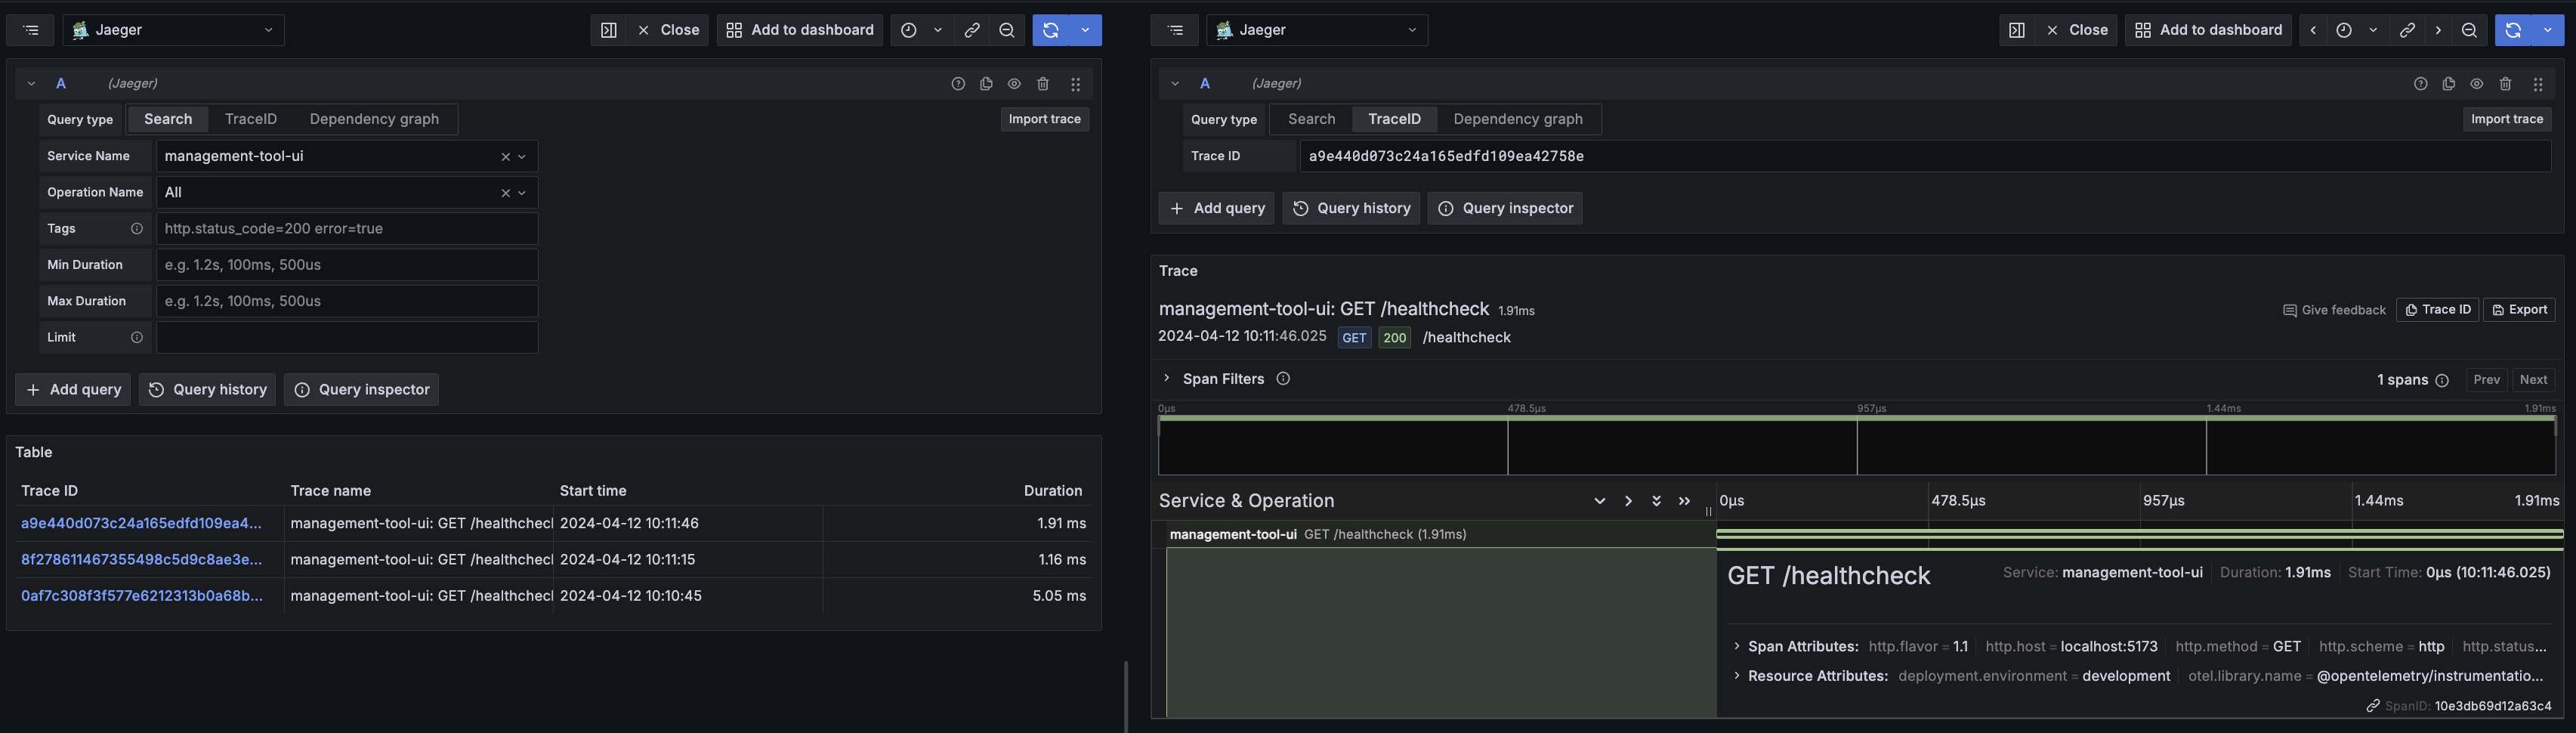 Jaeger
Close
Add to dashboard
A (Jaeger)
Query type Search TraceID Dependency graph Import trace
Service Name management-tool-ui
Operation Name All
Tags http.status_code=200 error=true
Min Duration e.g. 1.2s, 100ms, 500us
Max Duration e.g. 1.2s, 100ms, 500us
Limit
Add query Query history Query inspector
Table
Trace ID Trace name Start time Duration
a9e440d073c24a165edfd109ea4... management-tool-ui: GET /healthcheck 2024-04-12 10:11:46 1.91 ms
8f278611467355498c5d9c8ae3e... management-tool-ui: GET /healthcheck 2024-04-12 10:11:15 1.16 ms
0af7c308f3f577e6212313b0a68b... management-tool-ui: GET /healthcheck 2024-04-12 10:10:45 5.05 ms
Jaeger
Close
Add to dashboard
A (Jaeger)
Query type Search TraceID Dependency graph Import trace
Trace ID a9e440d073c24a165edfd109ea42758e
Add query Query history Query inspector
Trace
management-tool-ui: GET /healthcheck 1.91ms
Give feedback Trace ID Export
2024-04-12 10:11:46.025 GET 200 /healthcheck
Span Filters 1 spans Prev Next
0μs 478.5μs 957μs 1.44ms 1.91ms
Service & Operation 0μs 478.5μs 957μs 1.44ms 1.91ms
management-tool-ui GET /healthcheck (1.91ms)
GET /healthcheck Service: management-tool-ui Duration: 1.91ms Start Time: 0μs (10:11:46.025)
Span Attributes: http.flavor = 1.1 http.host = localhost:5173 http.method = GET http.scheme = http http.status...
Resource Attributes: deployment.environment = development otel.library.name = @opentelemetry/instrumentatio...
SpanID: 10e3db69d12a63c4